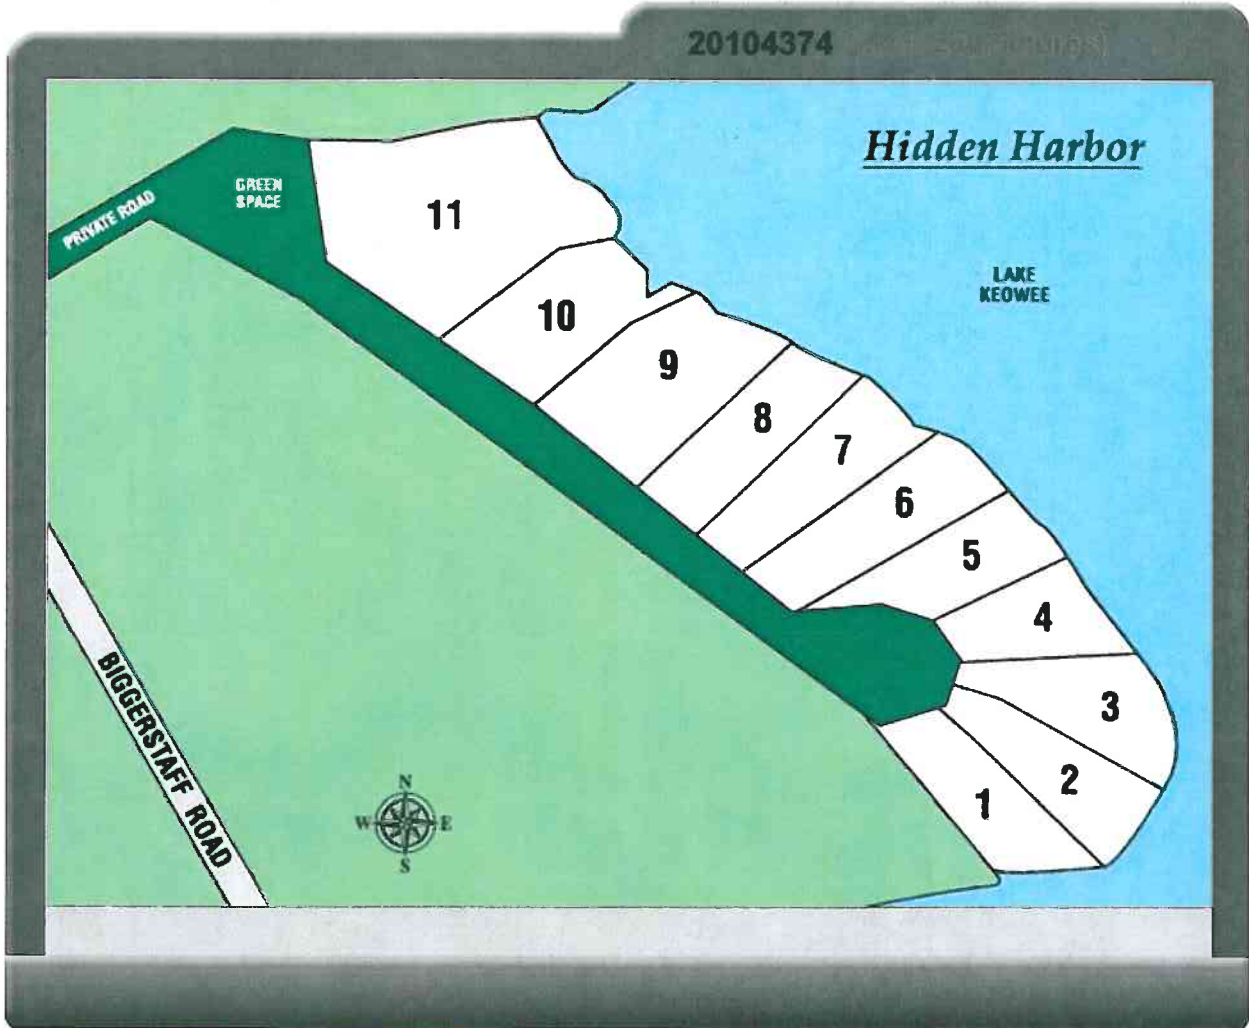 20104374
Hidden Harbor
GREEN
SPACE
PRIVATE ROAD
11
LAKE
KEOWEE
10
9
8
7
6
5
4
3
2
1
BIGGERSTAFF ROAD
N
W E
S